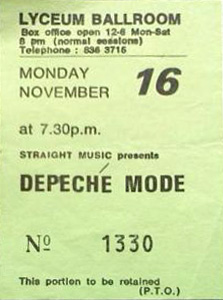 LYCEUM BALLROOM
Box office open 12-6 Mon-Sat
8 pm (normal sessions)
Telephone : 836 3715
MONDAY
NOVEMBER 16
at 7.30p.m.
STRAIGHT MUSIC presents
DEPECHÉ MODE
Nº 1330
This portion to be retained
(P.T.O.)